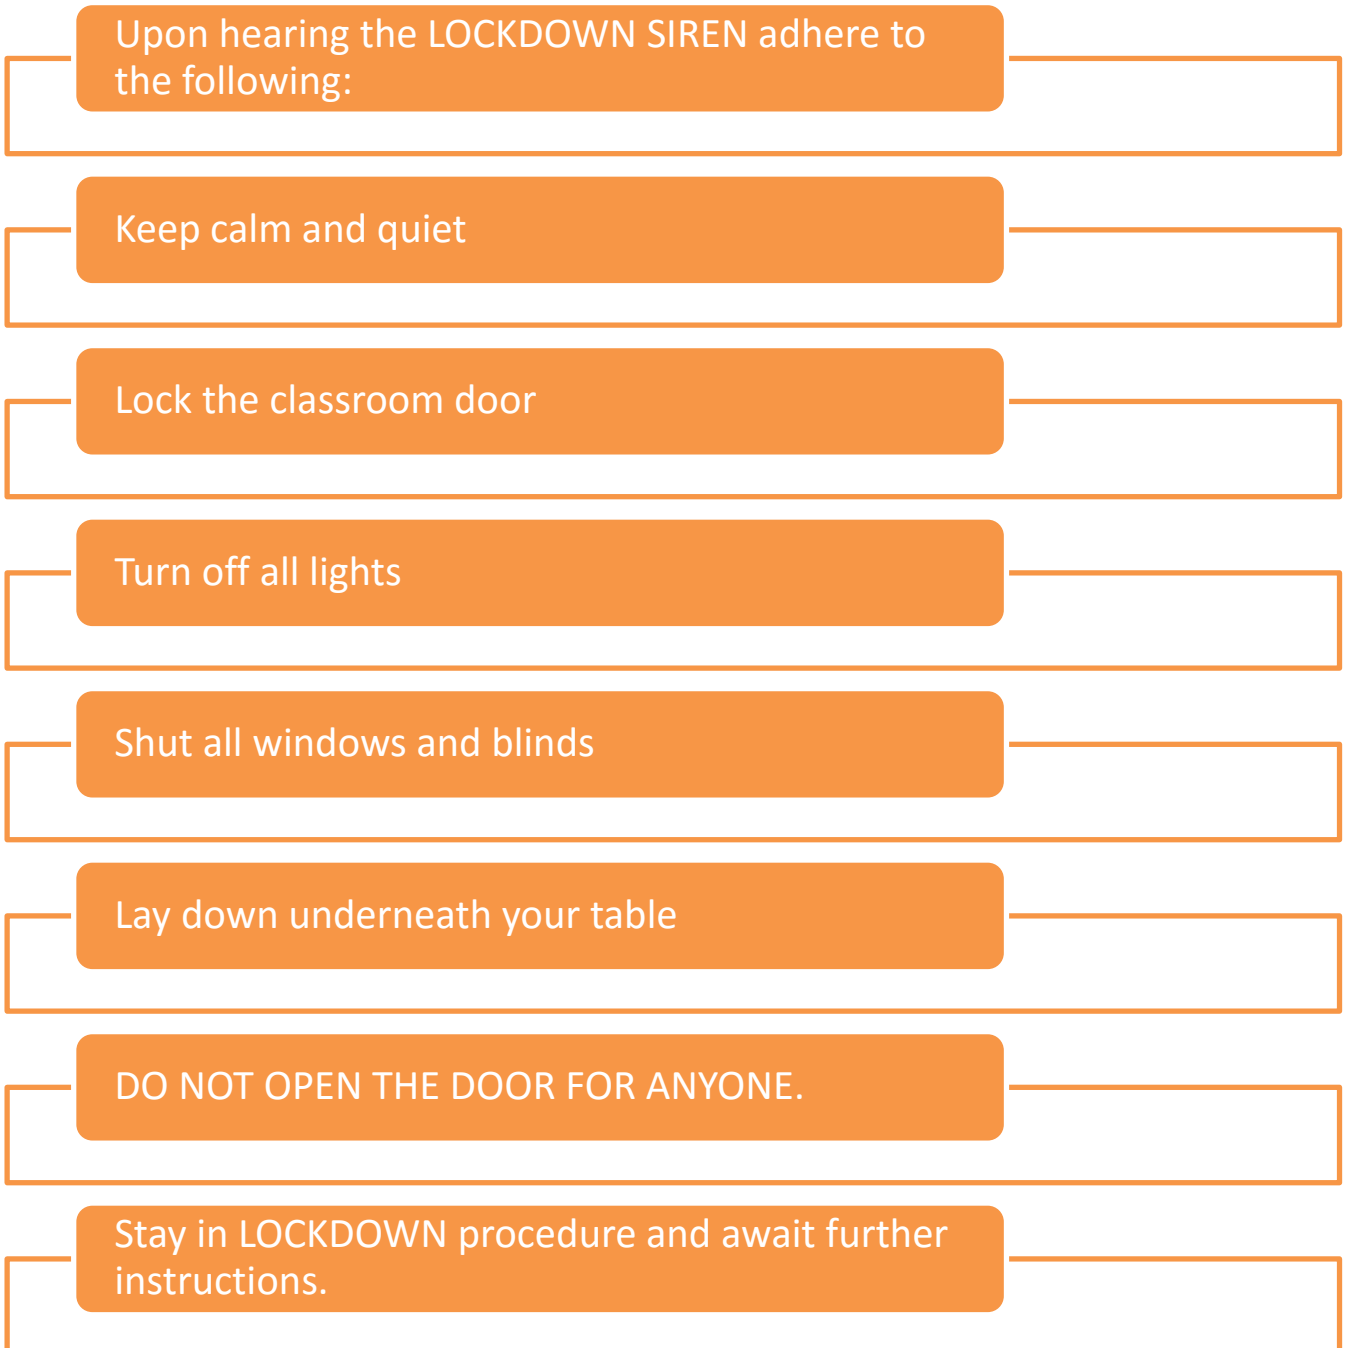 Upon hearing the LOCKDOWN SIREN adhere to
the following:
Keep calm and quiet
Lock the classroom door
Turn off all lights
Shut all windows and blinds
Lay down underneath your table
DO NOT OPEN THE DOOR FOR ANYONE.
Stay in LOCKDOWN procedure and await further
instructions.